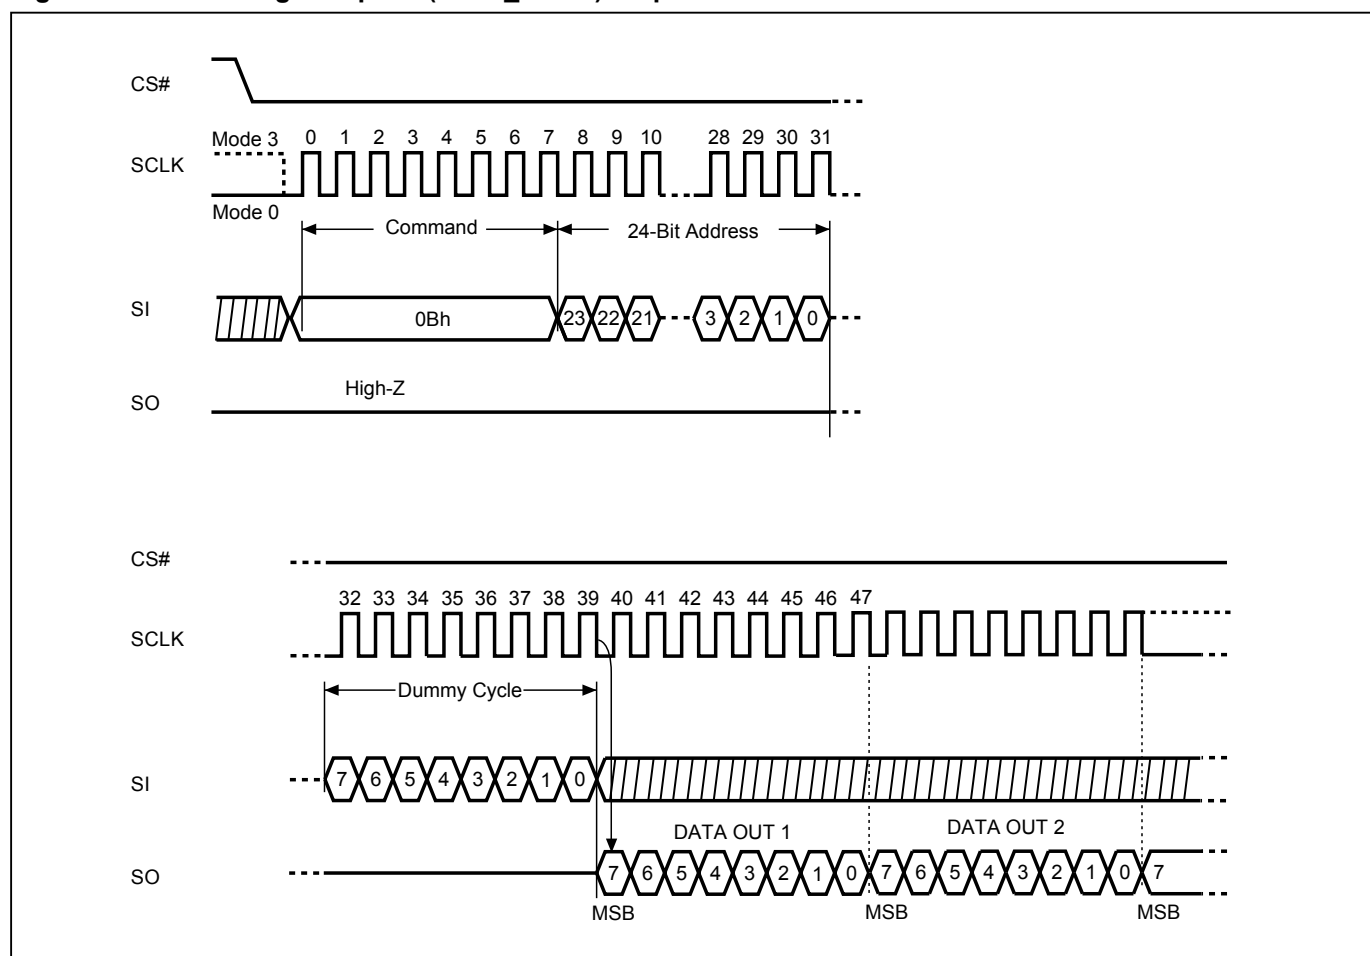 CS#
Mode 3 0 1 2 3 4 5 6 7 8 9 10 28 29 30 31
SCLK
Mode 0
Command 24-Bit Address
SI 0Bh 23 22 21 3 2 1 0
High-Z
SO
CS#
32 33 34 35 36 37 38 39 40 41 42 43 44 45 46 47
SCLK
Dummy Cycle
SI 7 6 5 4 3 2 1 0
DATA OUT 1 DATA OUT 2
SO 7 6 5 4 3 2 1 0 7 6 5 4 3 2 1 0 7
MSB MSB MSB